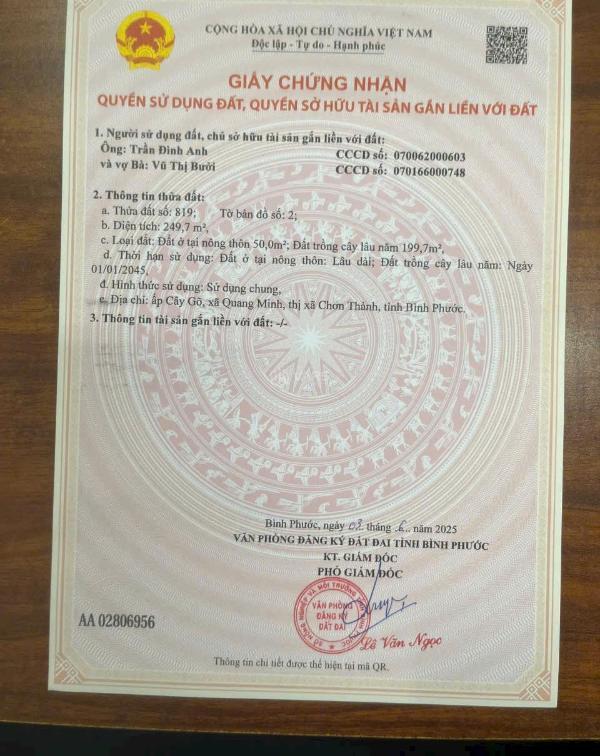 CỘNG HÒA XÃ HỘI CHỦ NGHĨA VIỆT NAM
Độc lập - Tự do - Hạnh phúc
GIẤY CHỨNG NHẬN
QUYỀN SỬ DỤNG ĐẤT, QUYỀN SỞ HỮU TÀI SẢN GẮN LIỀN VỚI ĐẤT
1. Người sử dụng đất, chủ sở hữu tài sản gắn liền với đất:
Ông: Trần Đình Anh CCCD số: 070062000603
và vợ Bà: Vũ Thị Bưởi CCCD số: 070166000748
2. Thông tin thửa đất:
a. Thửa đất số: 819; Tờ bản đồ số: 2;
b. Diện tích: 249,7 m²,
c. Loại đất: Đất ở tại nông thôn 50,0m²; Đất trồng cây lâu năm 199,7m²,
d. Thời hạn sử dụng: Đất ở tại nông thôn: Lâu dài; Đất trồng cây lâu năm: Ngày
01/01/2045,
đ. Hình thức sử dụng: Sử dụng chung,
e. Địa chỉ: ấp Cây Gõ, xã Quang Minh, thị xã Chơn Thành, tỉnh Bình Phước.
3. Thông tin tài sản gắn liền với đất: -/-
Bình Phước, ngày 03 tháng 6 năm 2025
VĂN PHÒNG ĐĂNG KÝ ĐẤT ĐAI TỈNH BÌNH PHƯỚC
KT. GIÁM ĐỐC
PHÓ GIÁM ĐỐC
VĂN PHÒNG
ĐĂNG KÝ
ĐẤT ĐAI
Lê Văn Ngọc
AA 02806956
Thông tin chi tiết được thể hiện tại mã QR.